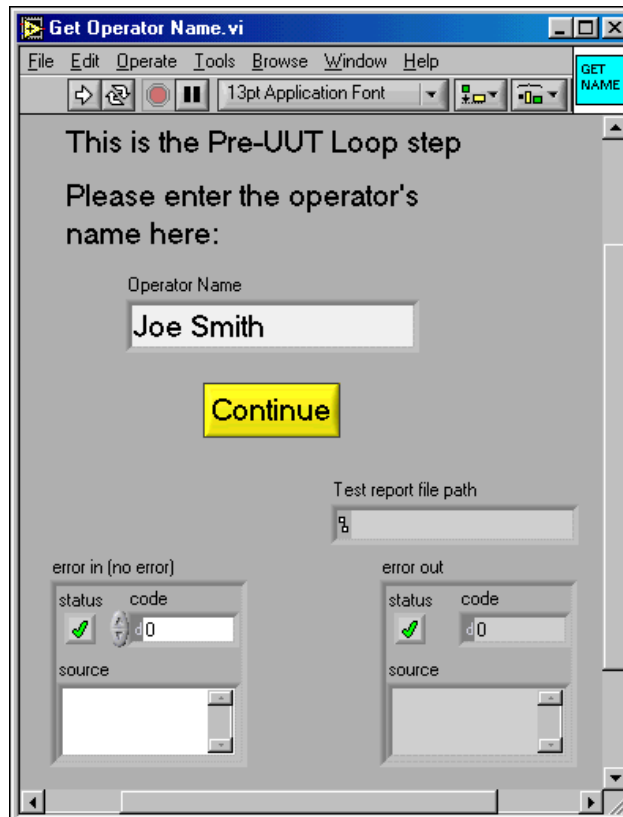 Get Operator Name.vi
File Edit Operate Tools Browse Window Help
13pt Application Font
GET
NAME
This is the Pre-UUT Loop step
Please enter the operator's
name here:
Operator Name
Joe Smith
Continue
Test report file path
error in (no error)
status code
d0
source
error out
status code
d0
source